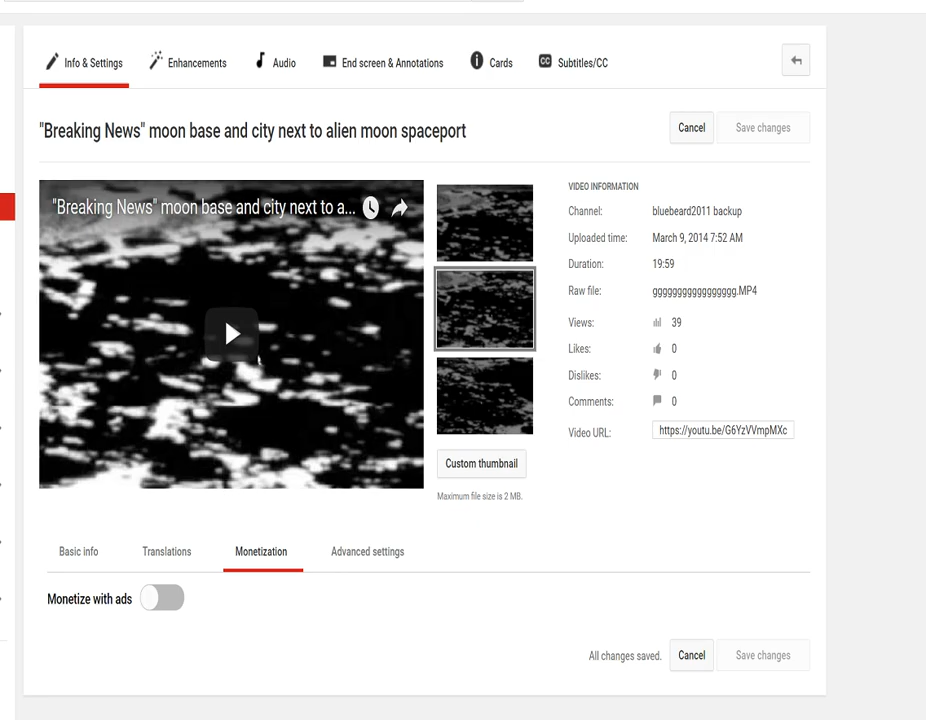 Info & Settings Enhancements Audio End screen & Annotations Cards CC Subtitles/CC
"Breaking News" moon base and city next to alien moon spaceport
Cancel Save changes
"Breaking News" moon base and city next to a...
VIDEO INFORMATION
Channel: bluebeard2011 backup
Uploaded time: March 9, 2014 7:52 AM
Duration: 19:59
Raw file: ggggggggggggggggg.MP4
Views: 39
Likes: 0
Dislikes: 0
Comments: 0
Video URL: https://youtu.be/G6YzVVmpMXc
Custom thumbnail
Maximum file size is 2 MB.
Basic info Translations Monetization Advanced settings
Monetize with ads
All changes saved. Cancel Save changes